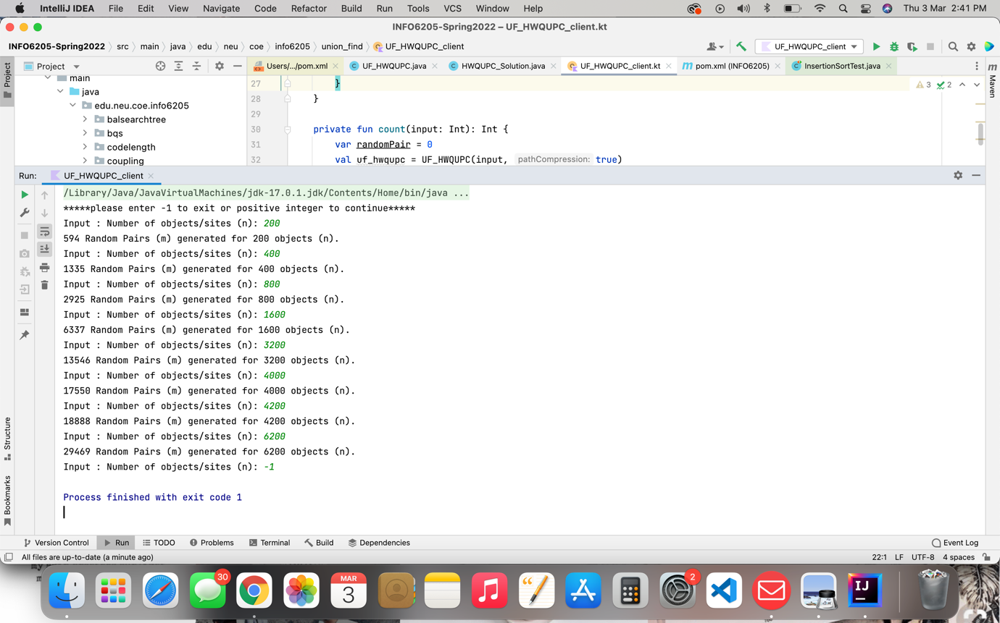 IntelliJ IDEA File Edit View Navigate Code Refactor Build Run Tools VCS Window Help Thu 3 Mar 2:41 PM
INFO6205-Spring2022 – UF_HWQUPC_client.kt
INFO6205-Spring2022 src main java edu neu coe info6205 union_find UF_HWQUPC_client UF_HWQUPC_client
Project Project Users/.../pom.xml UF_HWQUPC.java HWQUPC_Solution.java UF_HWQUPC_client.kt pom.xml (INFO6205) InsertionSortTest.java Maven
main
java
edu.neu.coe.info6205
balsearchtree
bqs
codelength
coupling
27 }
28 }
29
30 private fun count(input: Int): Int {
31 var randomPair = 0
32 val uf_hwqupc = UF_HWQUPC(input, pathCompression: true)
3 2
Run: UF_HWQUPC_client
/Library/Java/JavaVirtualMachines/jdk-17.0.1.jdk/Contents/Home/bin/java ...
*****please enter -1 to exit or positive integer to continue*****
Input : Number of objects/sites (n): 200
594 Random Pairs (m) generated for 200 objects (n).
Input : Number of objects/sites (n): 400
1335 Random Pairs (m) generated for 400 objects (n).
Input : Number of objects/sites (n): 800
2925 Random Pairs (m) generated for 800 objects (n).
Input : Number of objects/sites (n): 1600
6337 Random Pairs (m) generated for 1600 objects (n).
Input : Number of objects/sites (n): 3200
13546 Random Pairs (m) generated for 3200 objects (n).
Input : Number of objects/sites (n): 4000
17550 Random Pairs (m) generated for 4000 objects (n).
Input : Number of objects/sites (n): 4200
18888 Random Pairs (m) generated for 4200 objects (n).
Input : Number of objects/sites (n): 6200
29469 Random Pairs (m) generated for 6200 objects (n).
Input : Number of objects/sites (n): -1
Process finished with exit code 1
Structure
Bookmarks
Version Control Run TODO Problems Terminal Build Dependencies Event Log
All files are up-to-date (a minute ago) 22:1 LF UTF-8 4 spaces
30
MAR
3
2
IJ